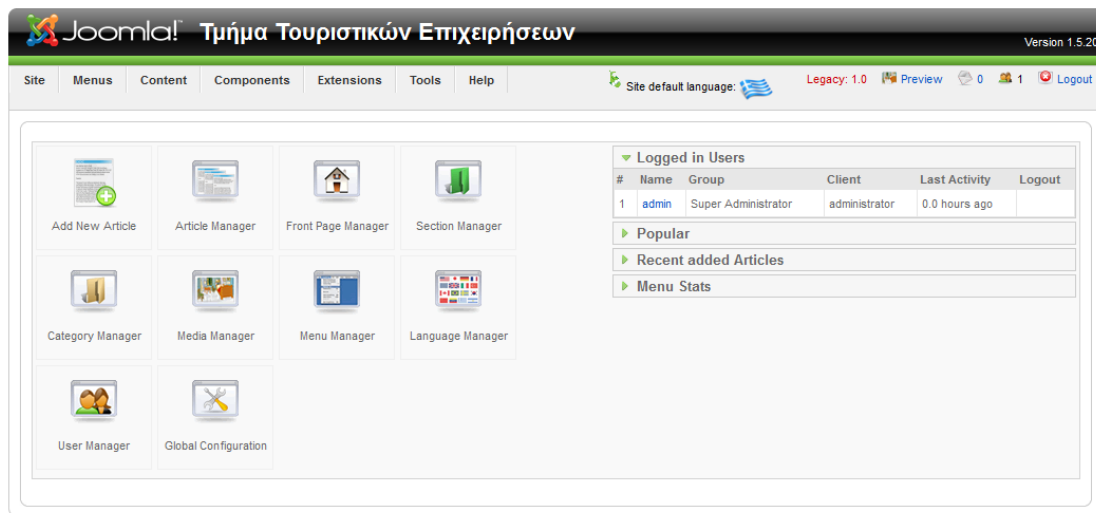 Joomla! Τμήμα Τουριστικών Επιχειρήσεων
Version 1.5.20
Site Menus Content Components Extensions Tools Help Site default language: Legacy: 1.0 Preview 0 1 Logout
Add New Article Article Manager Front Page Manager Section Manager
Category Manager Media Manager Menu Manager Language Manager
User Manager Global Configuration
Logged in Users
# Name Group Client Last Activity Logout
1 admin Super Administrator administrator 0.0 hours ago
Popular
Recent added Articles
Menu Stats